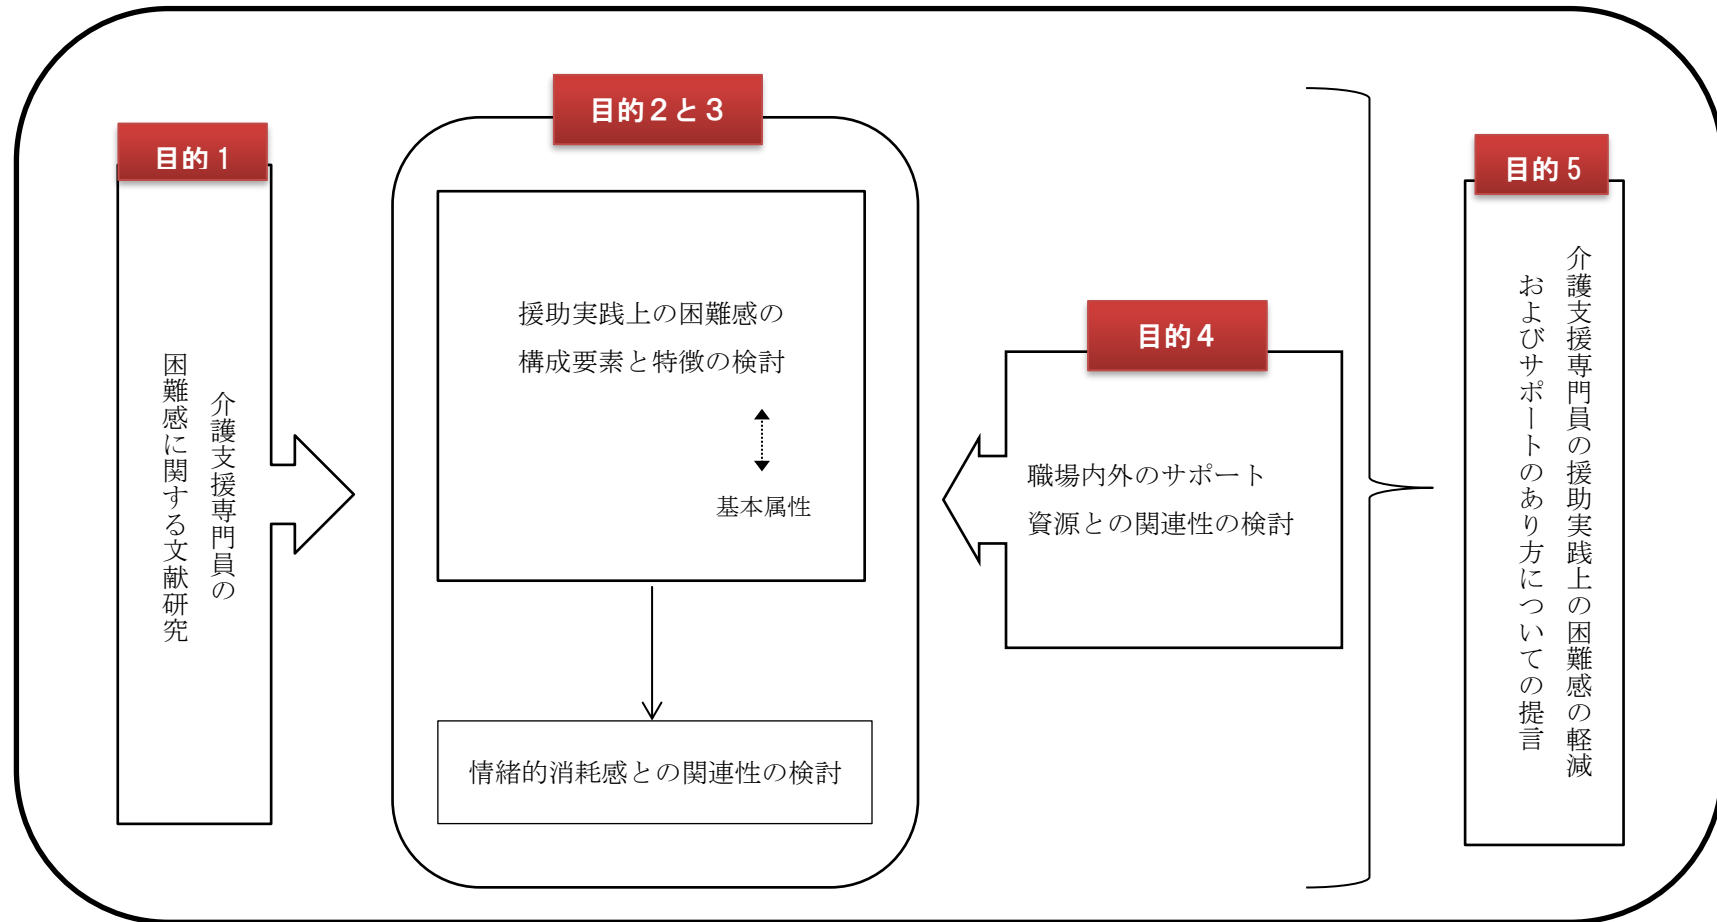 目的1
介護支援専門員の
困難感に関する文献研究
目的2と3
援助実践上の困難感の
構成要素と特徴の検討
基本属性
情緒的消耗感との関連性の検討
目的4
職場内外のサポート
資源との関連性の検討
目的5
介護支援専門員の援助実践上の困難感の軽減
およびサポートのあり方についての提言